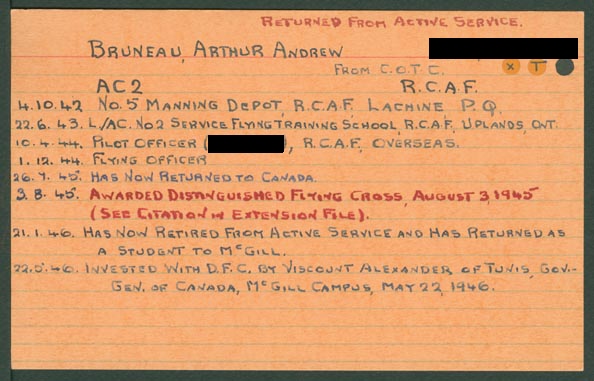 RETURNED FROM ACTIVE SERVICE.
BRUNEAU, ARTHUR ANDREW
FROM C.O.T.C.
X T
AC2 R.C.A.F.
4.10.42 NO. 5 MANNING DEPOT, R.C.A.F. LACHINE P.Q.
22.6.43. L/AC. NO2 SERVICE FLYING TRAINING SCHOOL, R.C.A.F. UPLANDS, ONT.
10.4.44. PILOT OFFICER ( ), R.C.A.F. OVERSEAS.
1.12.44. FLYING OFFICER
26.7.45. HAS NOW RETURNED TO CANADA.
3.8.45. AWARDED DISTINGUISHED FLYING CROSS, AUGUST 3, 1945
(SEE CITATION IN EXTENSION FILE).
21.1.46. HAS NOW RETIRED FROM ACTIVE SERVICE AND HAS RETURNED AS
A STUDENT TO MCGILL.
22.5.46. INVESTED WITH D.F.C. BY VISCOUNT ALEXANDER OF TUNIS, GOV.-
GEN. OF CANADA, MCGILL CAMPUS, MAY 22, 1946.